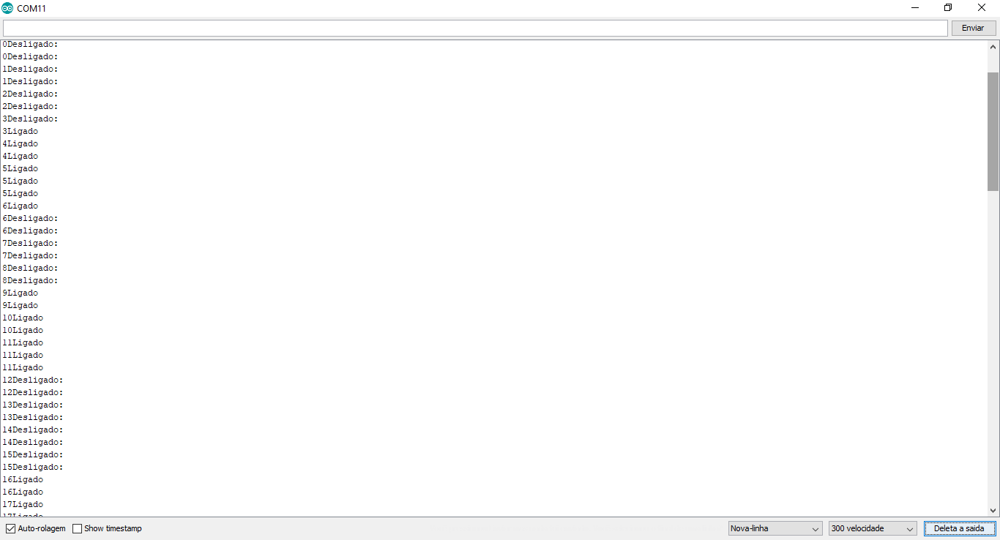 COM11
Enviar
0Desligado:
0Desligado:
1Desligado:
1Desligado:
2Desligado:
2Desligado:
3Desligado:
3Ligado
4Ligado
4Ligado
5Ligado
5Ligado
5Ligado
6Ligado
6Desligado:
6Desligado:
7Desligado:
7Desligado:
8Desligado:
8Desligado:
9Ligado
9Ligado
10Ligado
10Ligado
11Ligado
11Ligado
11Ligado
12Desligado:
12Desligado:
13Desligado:
13Desligado:
14Desligado:
14Desligado:
15Desligado:
15Desligado:
16Ligado
16Ligado
17Ligado
17Ligado
Auto-rolagem Show timestamp Nova-linha 300 velocidade Deleta a saida